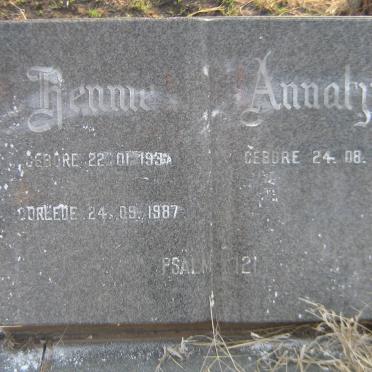 Hennie Annaty
GEBORE 22.01.193 GEBORE 24.08.
OORLEDE 24.09.1987
PSALM 121